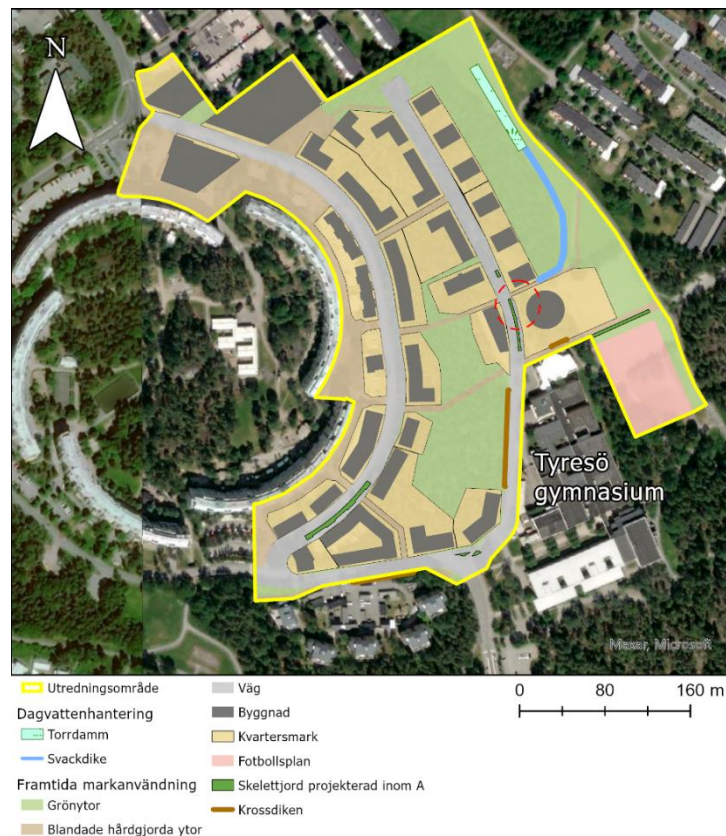 N
Tyresö
gymnasium
Maxar, Microsoft
Utredningsområde
Dagvattenhantering
Torrdamm
Svackdike
Framtida markanvändning
Grönytor
Blandade hårdgjorda ytor
Väg
Byggnad
Kvartersmark
Fotbollsplan
Skelettjord projekterad inom A
Krossdiken
0 80 160 m